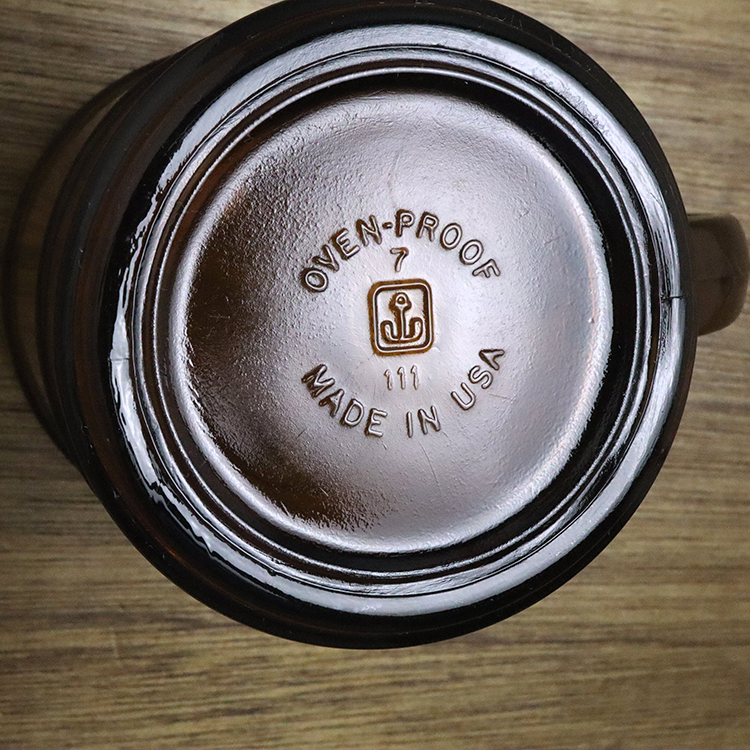 OVEN-PROOF
7
111
MADE IN USA